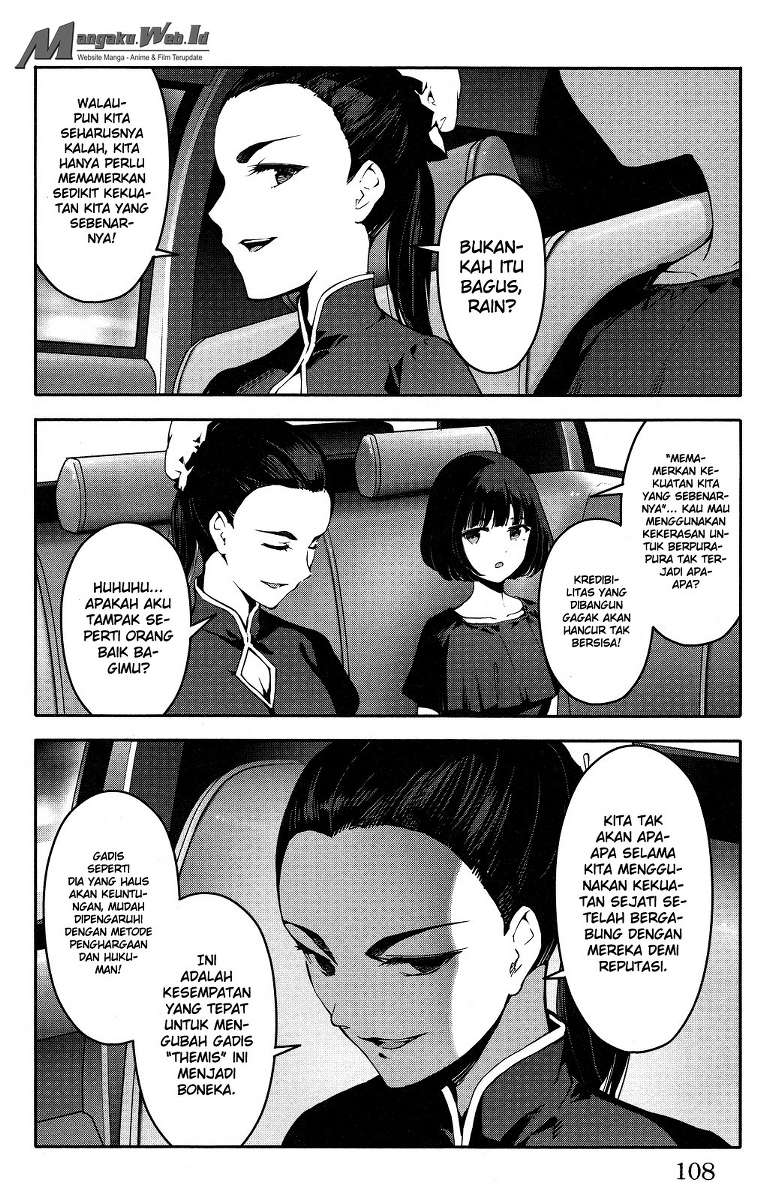 Mangaku.Web.Id
Website Manga - Anime & Film Terupdate
BUKAN-
KAH ITU
BAGUS,
RAIN?
WALAU-
PUN KITA
SEHARUSNYA
KALAH, KITA
HANYA PERLU
MEMAMERKAN
SEDIKIT KEKUA-
TAN KITA YANG
SEBENAR-
NYA!
"MEMA-
MERKAN KE-
KUATAN KITA
YANG SEBENAR-
NYA"... KAU MAU
MENGGUNAKAN
KEKERASAN UN-
TUK BERPURA-
PURA TAK TER-
JADI APA-
APA?
KREDIBI-
LITAS YANG
DIBANGUN
GAGAK AKAN
HANCUR TAK
BERSISA!
HUHUHU...
APAKAH AKU
TAMPAK SE-
PERTI ORANG
BAIK BA-
GIMU?
KITA TAK
AKAN APA-
APA SELAMA
KITA MENGGU-
NAKAN KEKUA-
TAN SEJATI SE-
TELAH BERGA-
BUNG DENGAN
MEREKA DEMI
REPUTASI.
INI
ADALAH
KESEMPATAN
YANG TEPAT
UNTUK MEN-
GUBAH GADIS
"THEMIS" INI
MENJADI
BONEKA.
GADIS
SEPERTI
DIA YANG HAUS
AKAN KEUNTU-
NGAN, MUDAH
DIPENGARUHI
DENGAN METODE
PENGHARGAAN
DAN HUKU-
MAN!
108